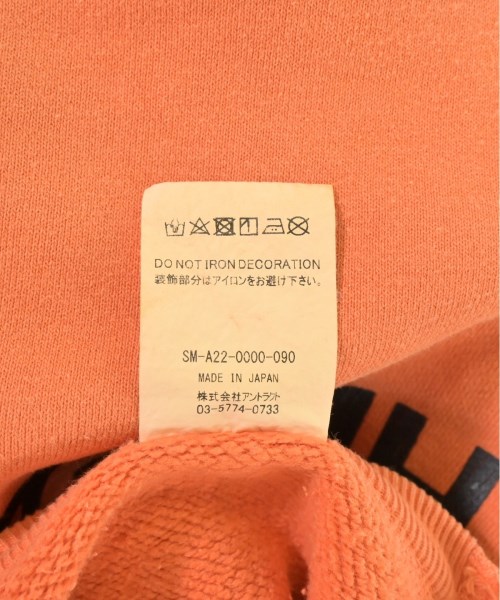 DO NOT IRON DECORATION
装飾部分はアイロンをお避け下さい。
SM-A22-0000-090
MADE IN JAPAN
株式会社アントラクト
03-5774-0733